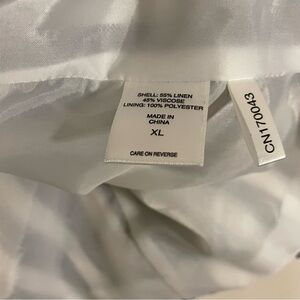 SHELL: 55% LINEN
45% VISCOSE
LINING: 100% POLYESTER
MADE IN
CHINA
XL
CARE ON REVERSE
CN170043